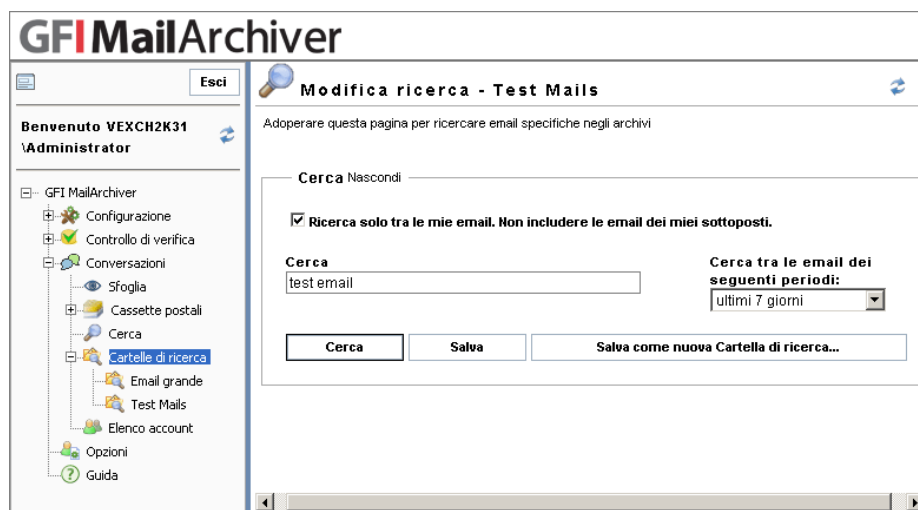 GFI MailArchiver
Esci
Benvenuto VEXCH2K31
\Administrator
GFI MailArchiver
Configurazione
Controllo di verifica
Conversazioni
Sfoglia
Cassette postali
Cerca
Cartelle di ricerca
Email grande
Test Mails
Elenco account
Opzioni
Guida
Modifica ricerca - Test Mails
Adoperare questa pagina per ricercare email specifiche negli archivi
Cerca Nascondi
Ricerca solo tra le mie email. Non includere le email dei miei sottoposti.
Cerca
test email
Cerca tra le email dei
seguenti periodi:
ultimi 7 giorni
Cerca
Salva
Salva come nuova Cartella di ricerca...